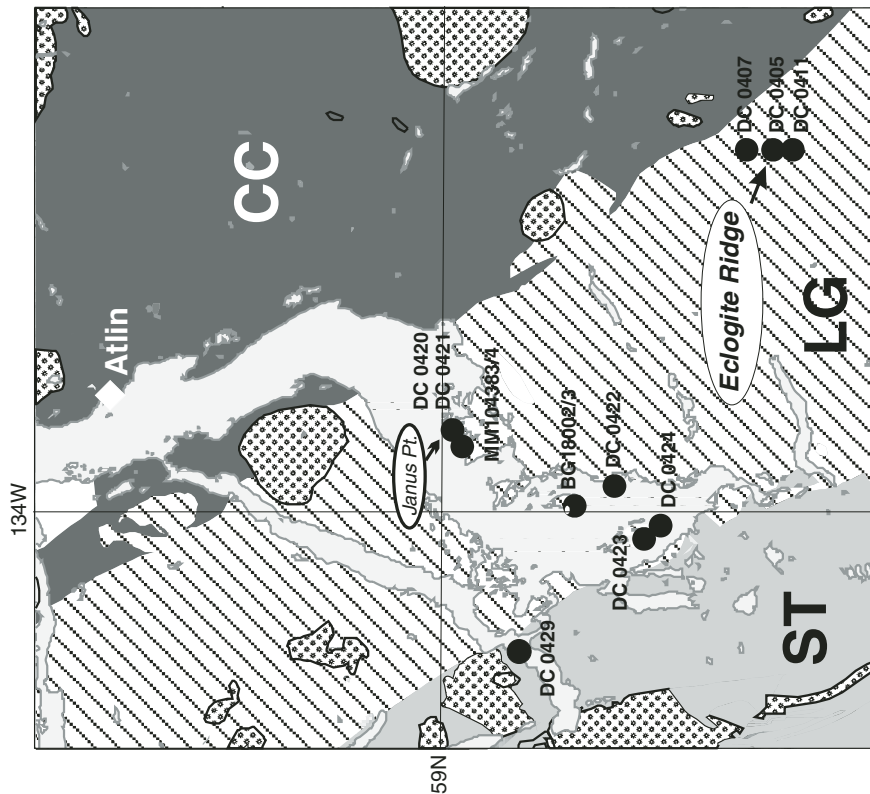 134W
59N
CC
Atlin
DC 0407
DC 0405
DC 0411
Eclogite Ridge
LG
DC 0420
DC 0421
Janus Pt.
MM104383/4
BG18002/3
DC 0422
DC 0424
DC 0423
DC 0429
ST